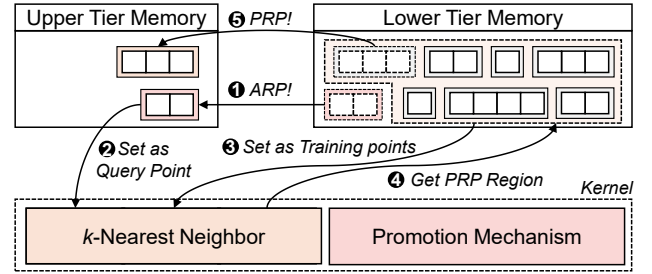 Upper Tier Memory
Lower Tier Memory
❺ PRP!
❶ ARP!
❷ Set as
Query Point
❸ Set as Training points
❹ Get PRP Region
Kernel
k-Nearest Neighbor
Promotion Mechanism